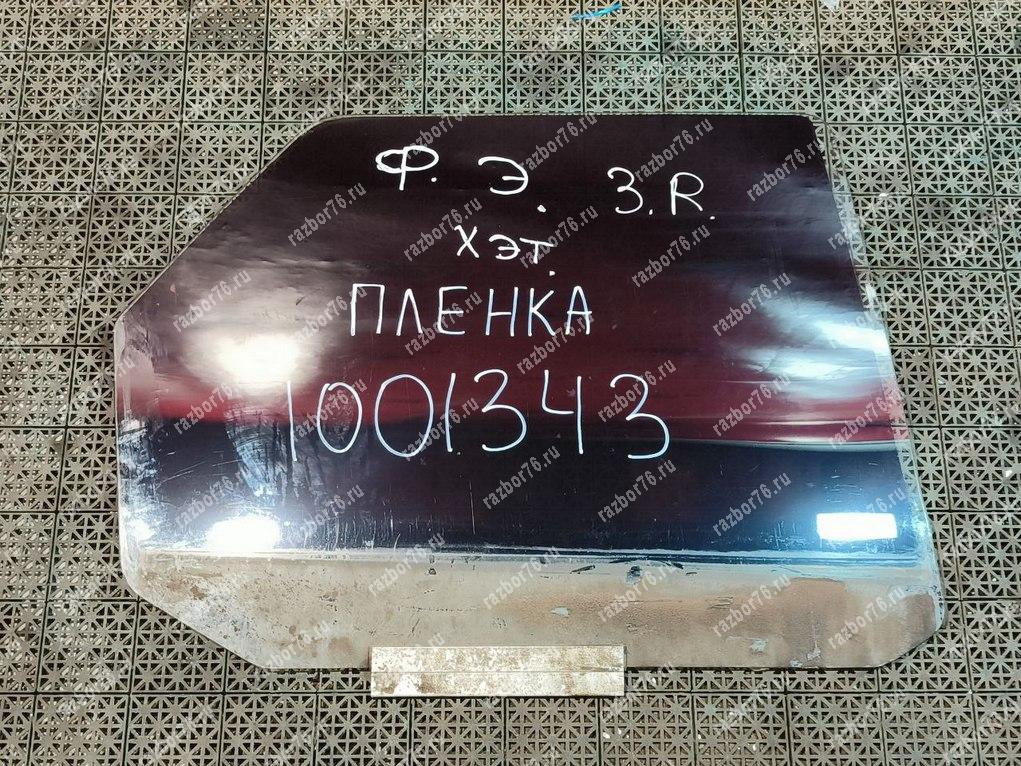 Ф. Э. З.R.
хэт.
ПЛЕНКА
1001343
razbor76.ru